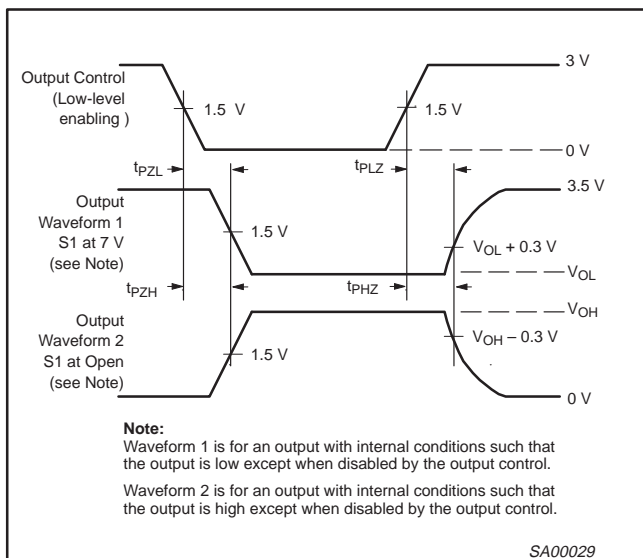 Output Control
(Low-level
enabling )
1.5 V
1.5 V
3 V
0 V
tPZL
tPLZ
Output
Waveform 1
S1 at 7 V
(see Note)
1.5 V
3.5 V
VOL + 0.3 V
VOL
tPZH
tPHZ
VOH
Output
Waveform 2
S1 at Open
(see Note)
1.5 V
VOH – 0.3 V
0 V
Note:
Waveform 1 is for an output with internal conditions such that
the output is low except when disabled by the output control.
Waveform 2 is for an output with internal conditions such that
the output is high except when disabled by the output control.
SA00029